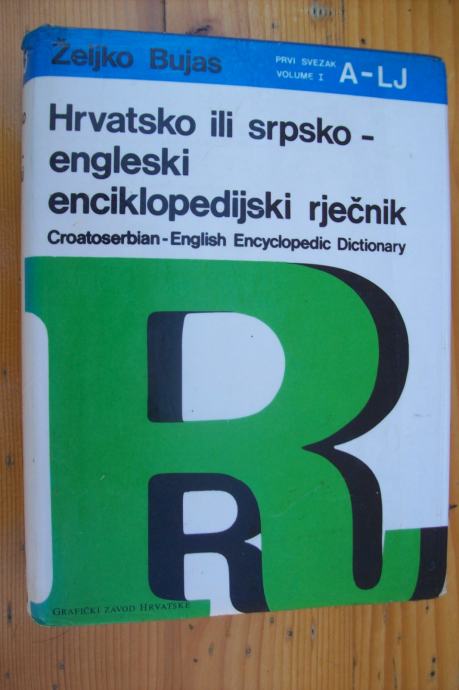 Željko Bujas
PRVI SVEZAK
VOLUME I
A-LJ
Hrvatsko ili srpsko -
engleski
enciklopedijski rječnik
Croatoserbian-English Encyclopedic Dictionary
R
R
GRAFIČKI ZAVOD HRVATSKE